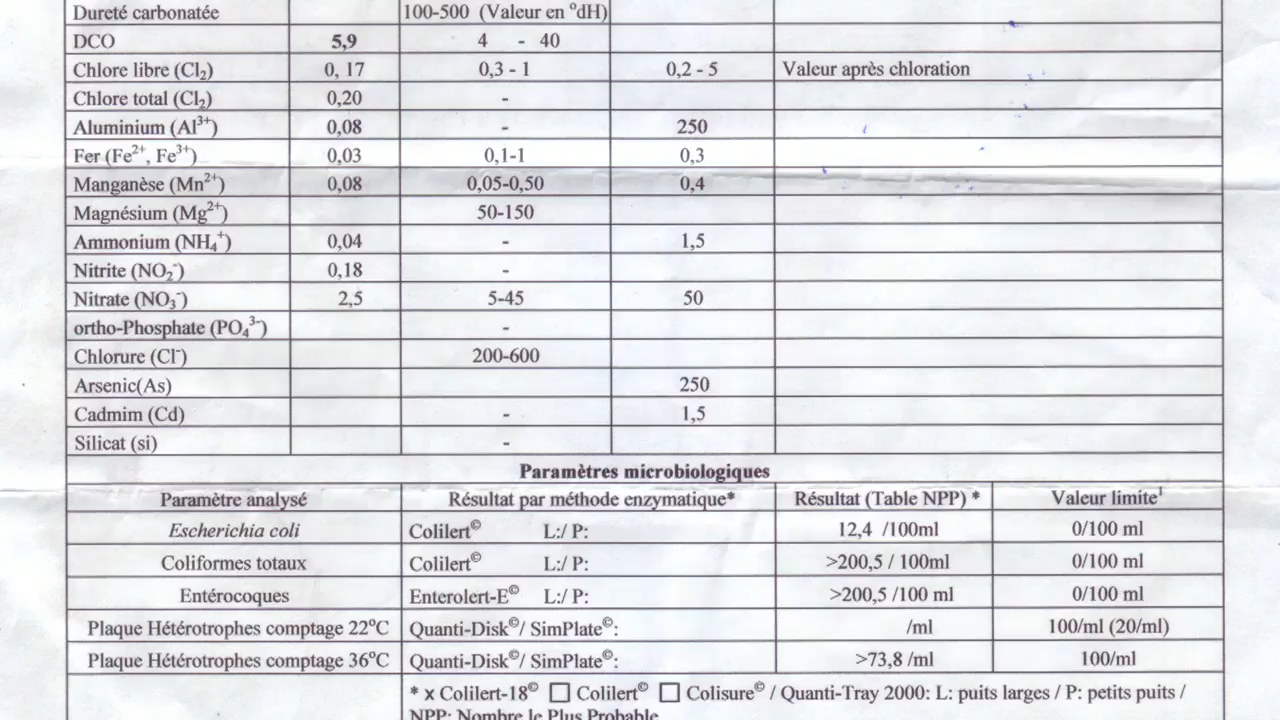 Dureté carbonatée 100-500 (Valeur en °dH)
DCO 5,9 4 - 40
Chlore libre (Cl₂) 0, 17 0,3 - 1 0,2 - 5 Valeur après chloration
Chlore total (Cl₂) 0,20 -
Aluminium (Al³⁺) 0,08 - 250
Fer (Fe²⁺, Fe³⁺) 0,03 0,1-1 0,3
Manganèse (Mn²⁺) 0,08 0,05-0,50 0,4
Magnésium (Mg²⁺) 50-150
Ammonium (NH₄⁺) 0,04 - 1,5
Nitrite (NO₂⁻) 0,18 -
Nitrate (NO₃⁻) 2,5 5-45 50
ortho-Phosphate (PO₄³⁻) -
Chlorure (Cl⁻) 200-600
Arsenic(As) 250
Cadmim (Cd) - 1,5
Silicat (si) -
Paramètres microbiologiques
Paramètre analysé Résultat par méthode enzymatique* Résultat (Table NPP) * Valeur limite¹
Escherichia coli Colilert© L:/ P: 12,4 /100ml 0/100 ml
Coliformes totaux Colilert© L:/ P: >200,5 / 100ml 0/100 ml
Entérocoques Enterolert-E© L:/ P: >200,5 /100 ml 0/100 ml
Plaque Hétérotrophes comptage 22°C Quanti-Disk©/ SimPlate©: /ml 100/ml (20/ml)
Plaque Hétérotrophes comptage 36°C Quanti-Disk©/ SimPlate©: >73,8 /ml 100/ml
* x Colilert-18© ☐ Colilert© ☐ Colisure© / Quanti-Tray 2000: L: puits larges / P: petits puits /
NPP: Nombre le Plus Probable